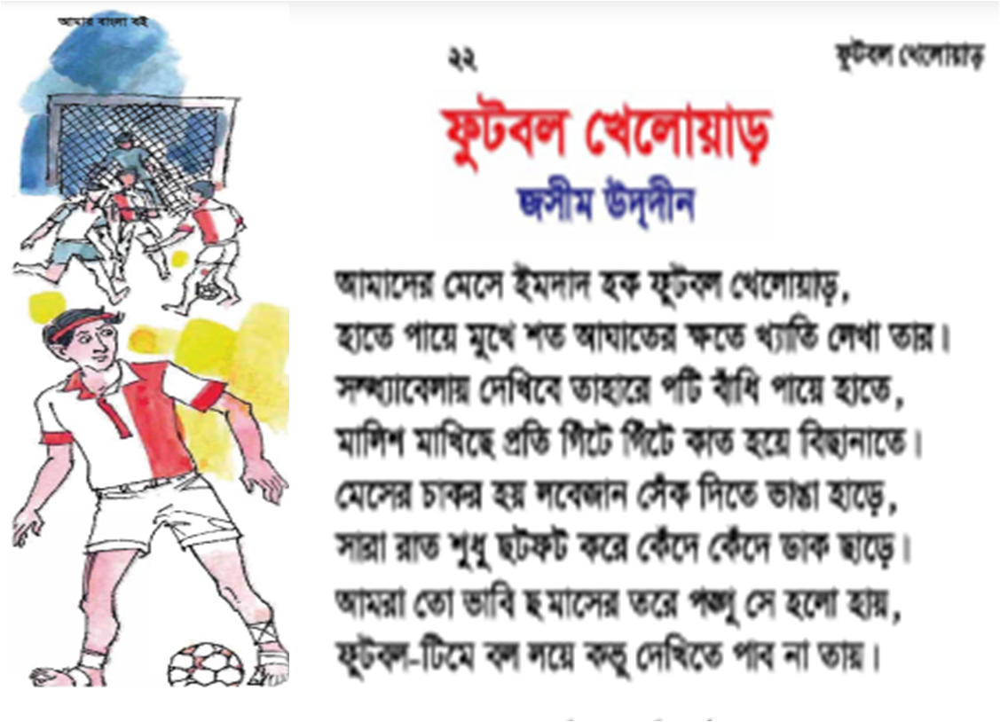 আমার বাংলা বই
২২
ফুটবল খেলোয়াড়
ফুটবল খেলোয়াড়
জসীম উদ্‌দীন
আমাদের মেসে ইমদাদ হক ফুটবল খেলোয়াড়,
হাতে পায়ে মুখে শত আঘাতের ক্ষতে খ্যাতি লেখা তার।
সন্ধ্যাবেলায় দেখিবে তাহারে পটি বাঁধি পায়ে হাতে,
মালিশ মাখিছে প্রতি গিঁটে গিঁটে কাত হয়ে বিছানাতে।
মেসের চাকর হয় লবেজান সেঁক দিতে ভাঙা হাড়ে,
সারা রাত শুধু ছটফট করে কেঁদে কেঁদে ডাক ছাড়ে।
আমরা তো ভাবি ছ মাসের তরে পঙ্গু সে হলো হায়,
ফুটবল-টিমে বল লয়ে কভু দেখিতে পাব না তায়।